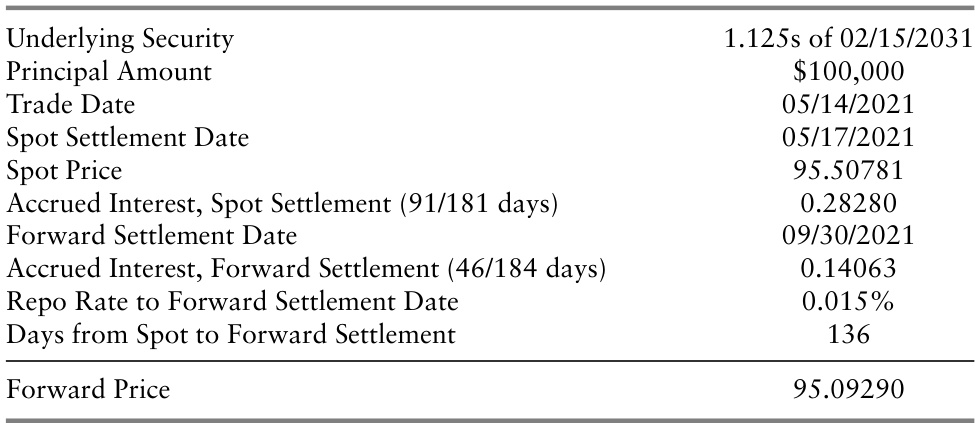 Underlying Security 1.125s of 02/15/2031
Principal Amount $100,000
Trade Date 05/14/2021
Spot Settlement Date 05/17/2021
Spot Price 95.50781
Accrued Interest, Spot Settlement (91/181 days) 0.28280
Forward Settlement Date 09/30/2021
Accrued Interest, Forward Settlement (46/184 days) 0.14063
Repo Rate to Forward Settlement Date 0.015%
Days from Spot to Forward Settlement 136
Forward Price 95.09290